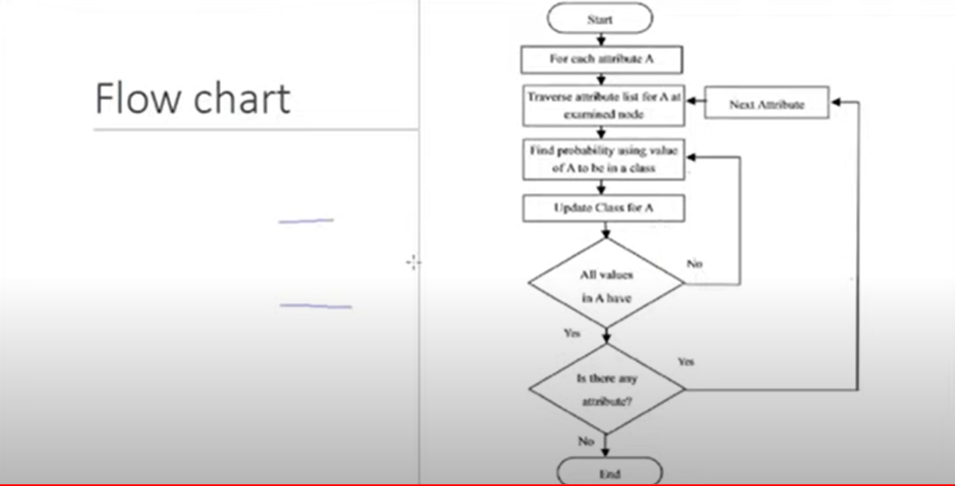 Flow chart
Start
For each attribute A
Traverse attribute list for A at
examined node
Next Attribute
Find probability using value
of A to be in a class
Update Class for A
All values
in A have
No
Yes
Is there any
attribute?
Yes
No
End